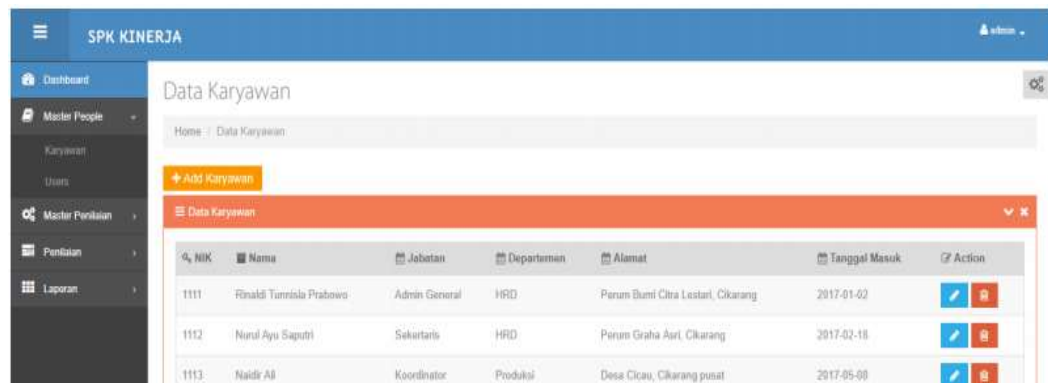 SPK KINERJA
admin
Dashboard
Master People
Karyawan
Users
Master Penilaian
Penilaian
Laporan
Data Karyawan
Home / Data Karyawan
+ Add Karyawan
Data Karyawan
NIK Nama Jabatan Departemen Alamat Tanggal Masuk Action
1111 Rinaldi Tunnisia Prabowo Admin General HRD Perum Bumi Citra Lestari, Cikarang 2017-01-02
1112 Nurul Ayu Saputri Sekertaris HRD Perum Graha Asri, Cikarang 2017-02-18
1113 Naidir Ali Koordinator Produksi Desa Cicau, Cikarang pusat 2017-05-08